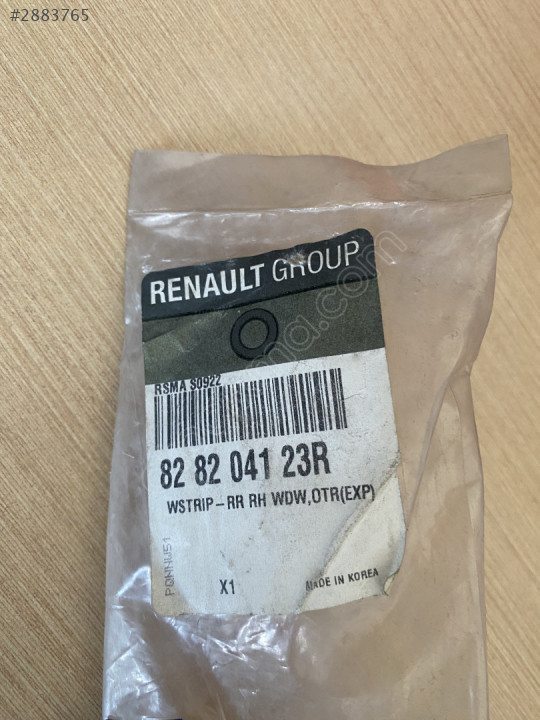 #2883765
RENAULT GROUP
RSMA S0922
82 82 041 23R
WSTRIP-RR RH WDW,OTR(EXP)
X1
MADE IN KOREA